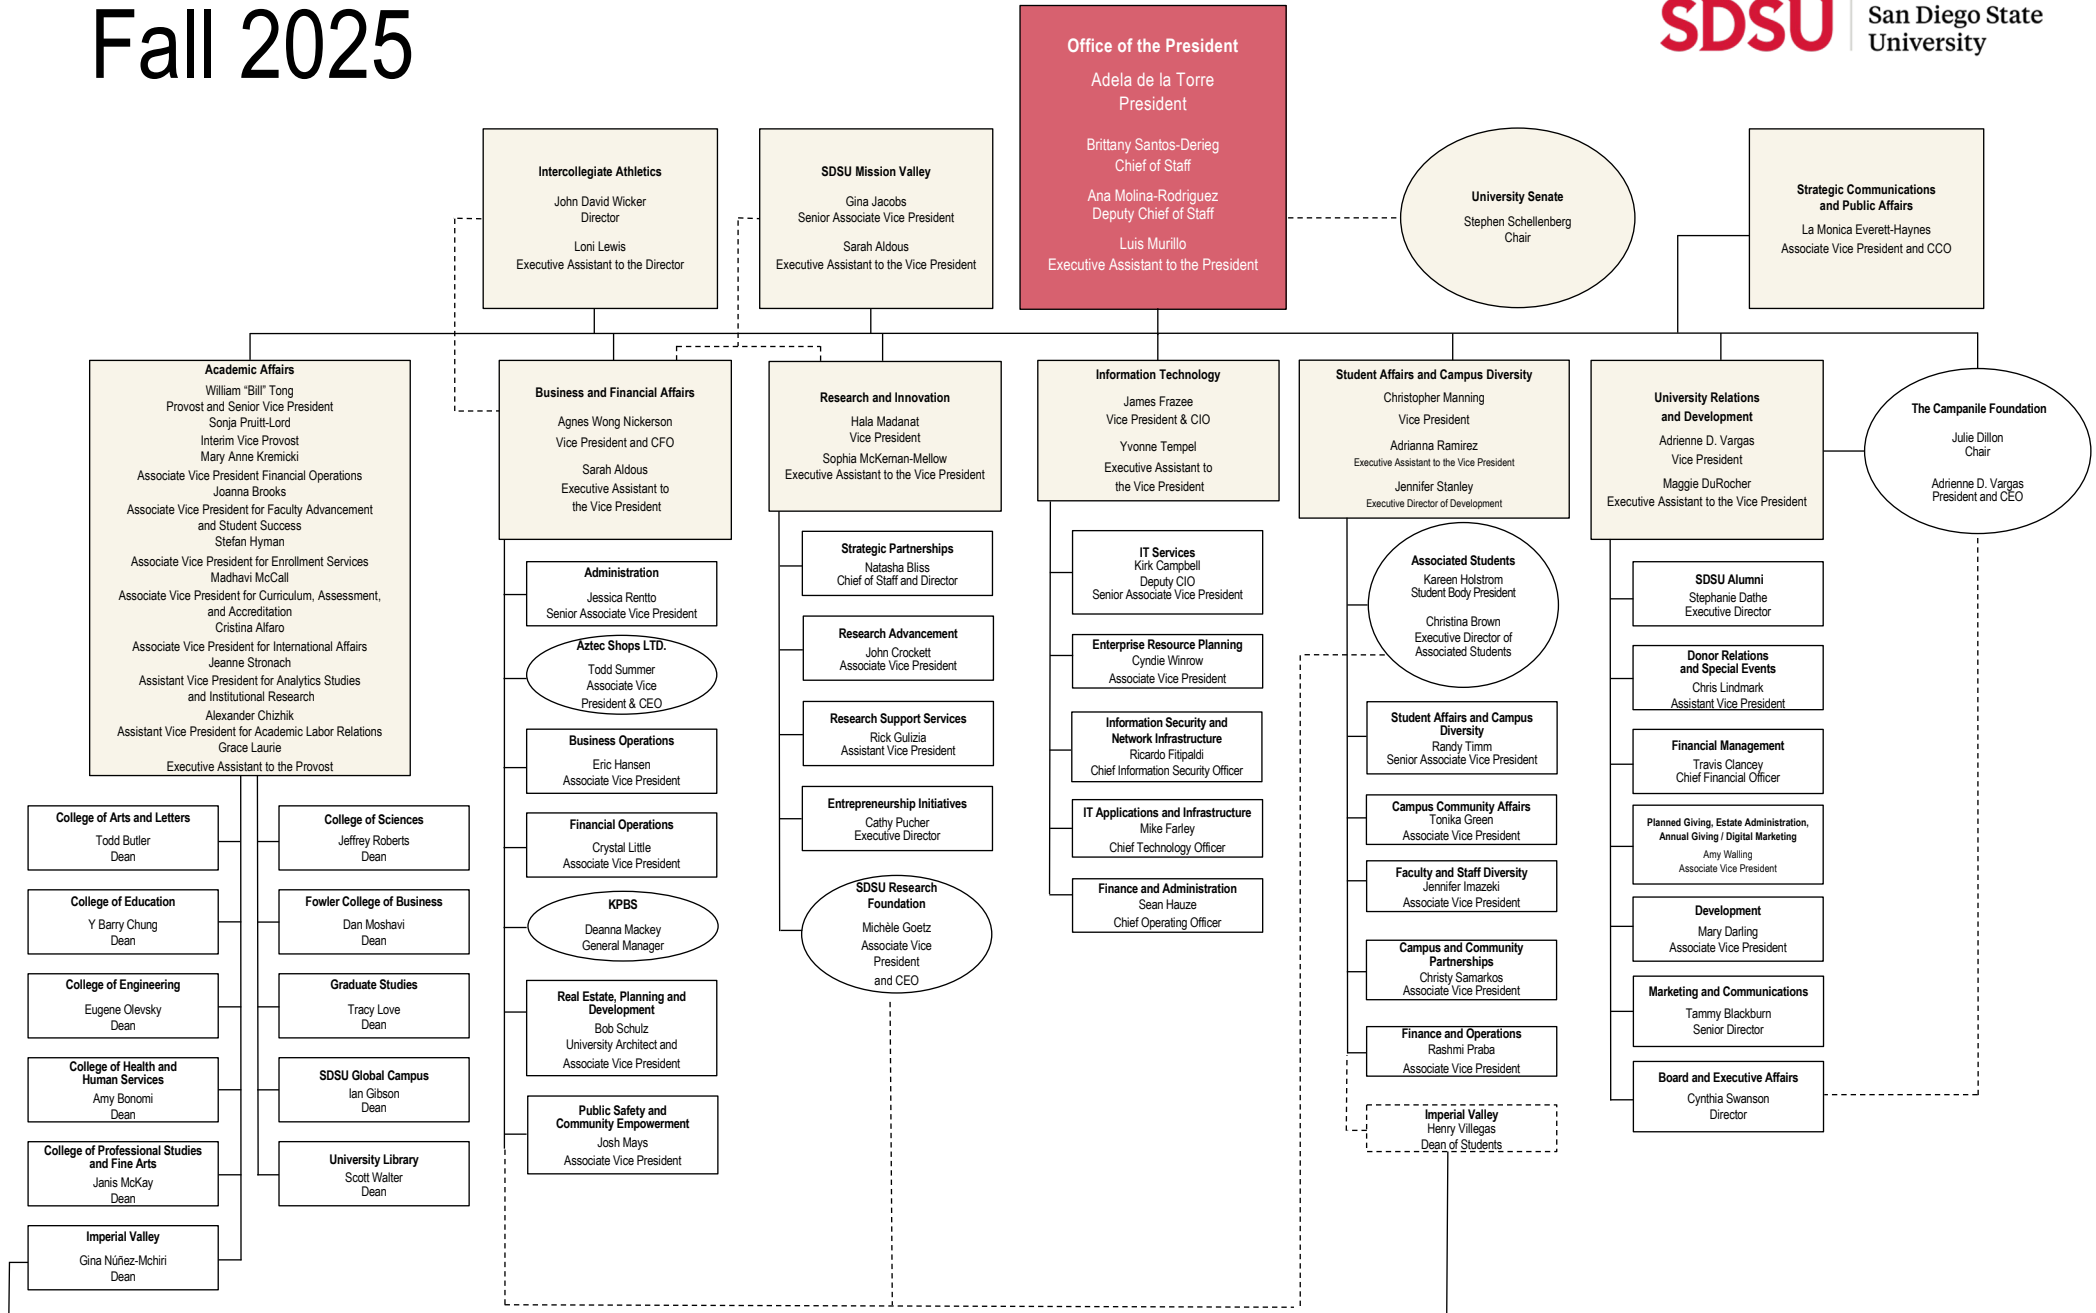 Fall 2025
SDSU
San Diego State
University
Office of the President
Adela de la Torre
President
Brittany Santos-Derieg
Chief of Staff
Ana Molina-Rodriguez
Deputy Chief of Staff
Luis Murillo
Executive Assistant to the President
Intercollegiate Athletics
John David Wicker
Director
Loni Lewis
Executive Assistant to the Director
SDSU Mission Valley
Gina Jacobs
Senior Associate Vice President
Sarah Aldous
Executive Assistant to the Vice President
University Senate
Stephen Schellenberg
Chair
Strategic Communications
and Public Affairs
La Monica Everett-Haynes
Associate Vice President and CCO
Academic Affairs
William “Bill” Tong
Provost and Senior Vice President
Sonja Pruitt-Lord
Interim Vice Provost
Mary Anne Kremicki
Associate Vice President Financial Operations
Joanna Brooks
Associate Vice President for Faculty Advancement
and Student Success
Stefan Hyman
Associate Vice President for Enrollment Services
Madhavi McCall
Associate Vice President for Curriculum, Assessment,
and Accreditation
Cristina Alfaro
Associate Vice President for International Affairs
Jeanne Stronach
Assistant Vice President for Analytics Studies
and Institutional Research
Alexander Chizhik
Assistant Vice President for Academic Labor Relations
Grace Laurie
Executive Assistant to the Provost
College of Arts and Letters
Todd Butler
Dean
College of Education
Y Barry Chung
Dean
College of Engineering
Eugene Olevsky
Dean
College of Health and
Human Services
Amy Bonomi
Dean
College of Professional Studies
and Fine Arts
Janis McKay
Dean
Imperial Valley
Gina Núñez-Mchiri
Dean
College of Sciences
Jeffrey Roberts
Dean
Fowler College of Business
Dan Moshavi
Dean
Graduate Studies
Tracy Love
Dean
SDSU Global Campus
Ian Gibson
Dean
University Library
Scott Walter
Dean
Business and Financial Affairs
Agnes Wong Nickerson
Vice President and CFO
Sarah Aldous
Executive Assistant to
the Vice President
Administration
Jessica Rentto
Senior Associate Vice President
Aztec Shops LTD.
Todd Summer
Associate Vice
President & CEO
Business Operations
Eric Hansen
Associate Vice President
Financial Operations
Crystal Little
Associate Vice President
KPBS
Deanna Mackey
General Manager
Real Estate, Planning and
Development
Bob Schulz
University Architect and
Associate Vice President
Public Safety and
Community Empowerment
Josh Mays
Associate Vice President
Research and Innovation
Hala Madanat
Vice President
Sophia McKernan-Mellow
Executive Assistant to the Vice President
Strategic Partnerships
Natasha Bliss
Chief of Staff and Director
Research Advancement
John Crockett
Associate Vice President
Research Support Services
Rick Gulizia
Assistant Vice President
Entrepreneurship Initiatives
Cathy Pucher
Executive Director
SDSU Research
Foundation
Michèle Goetz
Associate Vice
President
and CEO
Information Technology
James Frazee
Vice President & CIO
Yvonne Tempel
Executive Assistant to
the Vice President
IT Services
Kirk Campbell
Deputy CIO
Senior Associate Vice President
Enterprise Resource Planning
Cyndie Winrow
Associate Vice President
Information Security and
Network Infrastructure
Ricardo Fitipaldi
Chief Information Security Officer
IT Applications and Infrastructure
Mike Farley
Chief Technology Officer
Finance and Administration
Sean Hauze
Chief Operating Officer
Student Affairs and Campus Diversity
Christopher Manning
Vice President
Adrianna Ramirez
Executive Assistant to the Vice President
Jennifer Stanley
Executive Director of Development
Associated Students
Kareen Holstrom
Student Body President
Christina Brown
Executive Director of
Associated Students
Student Affairs and Campus
Diversity
Randy Timm
Senior Associate Vice President
Campus Community Affairs
Tonika Green
Associate Vice President
Faculty and Staff Diversity
Jennifer Imazeki
Associate Vice President
Campus and Community
Partnerships
Christy Samarkos
Associate Vice President
Finance and Operations
Rashmi Praba
Associate Vice President
Imperial Valley
Henry Villegas
Dean of Students
University Relations
and Development
Adrienne D. Vargas
Vice President
Maggie DuRocher
Executive Assistant to the Vice President
SDSU Alumni
Stephanie Dathe
Executive Director
Donor Relations
and Special Events
Chris Lindmark
Assistant Vice President
Financial Management
Travis Clancey
Chief Financial Officer
Planned Giving, Estate Administration,
Annual Giving / Digital Marketing
Amy Walling
Associate Vice President
Development
Mary Darling
Associate Vice President
Marketing and Communications
Tammy Blackburn
Senior Director
Board and Executive Affairs
Cynthia Swanson
Director
The Campanile Foundation
Julie Dillon
Chair
Adrienne D. Vargas
President and CEO